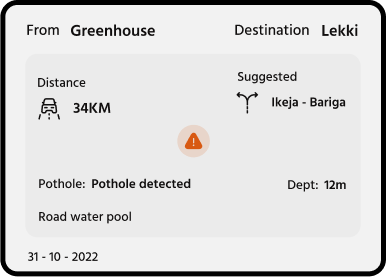 From Greenhouse Destination Lekki
Distance
Suggested
34KM
Ikeja - Bariga
Pothole: Pothole detected
Dept: 12m
Road water pool
31 - 10 - 2022